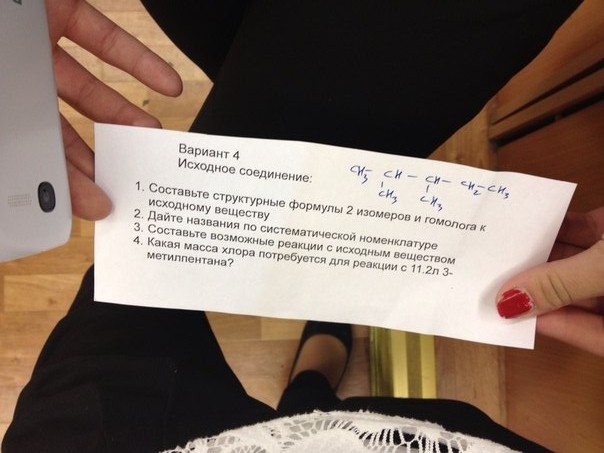 Вариант 4
Исходное соединение: CH3- CH - CH - CH2-CH3
CH3 CH3
1. Составьте структурные формулы 2 изомеров и гомолога к
исходному веществу
2. Дайте названия по систематической номенклатуре
3. Составьте возможные реакции с исходным веществом
4. Какая масса хлора потребуется для реакции с 11.2л 3-
метилпентана?